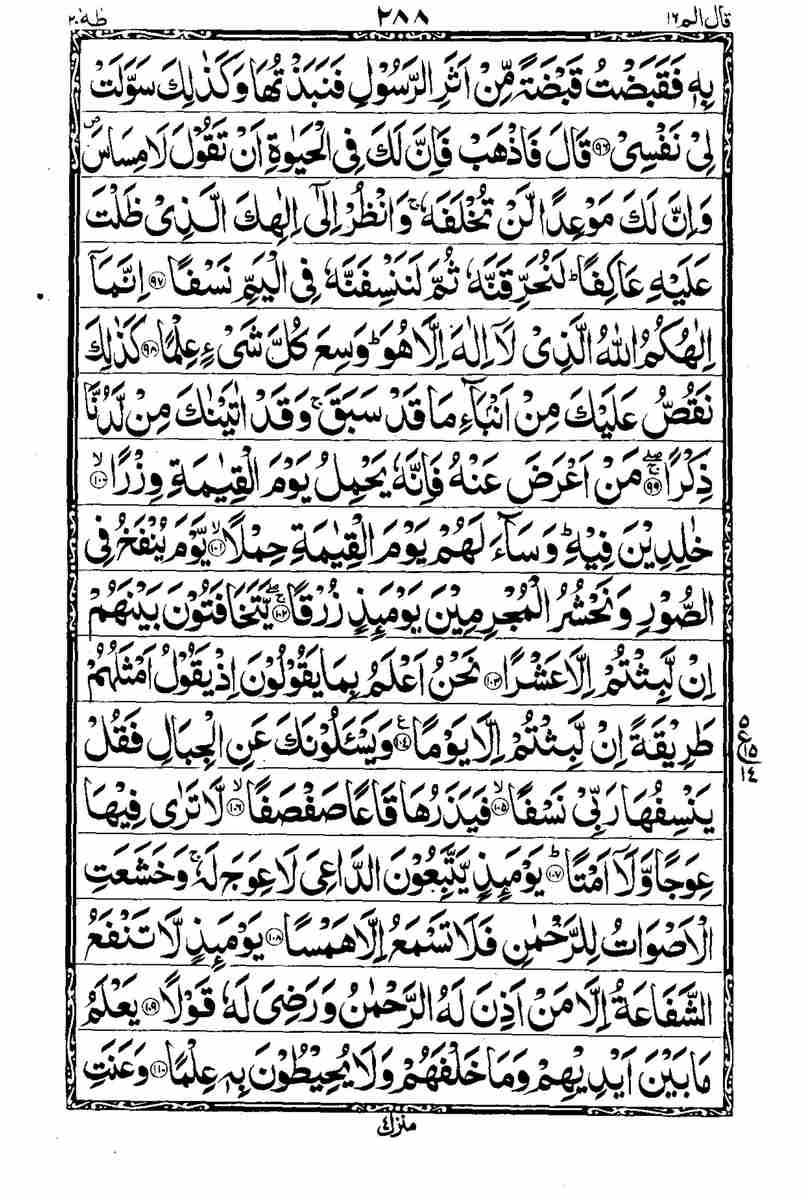 قال الم ١٦ ٢٨٨ طٰهٰ ٢٠
بِهٖ فَقَبَضْتُ قَبْضَةً مِّنْ اَثَرِ الرَّسُوْلِ فَنَبَذْتُهَا وَكَذٰلِكَ سَوَّلَتْ
لِیْ نَفْسِیْ ﴿٩٦﴾ قَالَ فَاذْهَبْ فَاِنَّ لَكَ فِی الْحَیٰوةِ اَنْ تَقُوْلَ لَا مِسَاسَ ۪
وَاِنَّ لَكَ مَوْعِدًا لَّنْ تُخْلَفَهٗ ۚ وَانْظُرْ اِلٰۤی اِلٰهِكَ الَّذِیْ ظَلْتَ
عَلَیْهِ عَاكِفًا ؕ لَنُحَرِّقَنَّهٗ ثُمَّ لَنَنْسِفَنَّهٗ فِی الْیَمِّ نَسْفًا ﴿٩٧﴾ اِنَّمَاۤ
اِلٰهُكُمُ اللّٰهُ الَّذِیْ لَاۤ اِلٰهَ اِلَّا هُوَ ؕ وَسِعَ كُلَّ شَیْءٍ عِلْمًا ﴿٩٨﴾ كَذٰلِكَ
نَقُصُّ عَلَیْكَ مِنْ اَنْۢبَآءِ مَا قَدْ سَبَقَ ۚ وَقَدْ اٰتَیْنٰكَ مِنْ لَّدُنَّا
ذِكْرًا ﴿٩٩﴾ ۖۚ مَنْ اَعْرَضَ عَنْهُ فَاِنَّهٗ یَحْمِلُ یَوْمَ الْقِیٰمَةِ وِزْرًا ﴿١٠٠﴾ ۙ
خٰلِدِیْنَ فِیْهِ ؕ وَسَآءَ لَهُمْ یَوْمَ الْقِیٰمَةِ حِمْلًا ﴿١٠١﴾ ۙ یَّوْمَ یُنْفَخُ فِی
الصُّوْرِ وَنَحْشُرُ الْمُجْرِمِیْنَ یَوْمَىِٕذٍ زُرْقًا ﴿١٠٢﴾ ۖۚ یَّتَخَافَتُوْنَ بَیْنَهُمْ
اِنْ لَّبِثْتُمْ اِلَّا عَشْرًا ﴿١٠٣﴾ نَحْنُ اَعْلَمُ بِمَا یَقُوْلُوْنَ اِذْ یَقُوْلُ اَمْثَلُهُمْ
طَرِیْقَةً اِنْ لَّبِثْتُمْ اِلَّا یَوْمًا ﴿١٠٤﴾ ع وَیَسْـَٔلُوْنَكَ عَنِ الْجِبَالِ فَقُلْ
٥ ع ١٥ ١٤
یَنْسِفُهَا رَبِّیْ نَسْفًا ﴿١٠٥﴾ ۙ فَیَذَرُهَا قَاعًا صَفْصَفًا ﴿١٠٦﴾ ۙ لَّا تَرٰی فِیْهَا
عِوَجًا وَّلَاۤ اَمْتًا ﴿١٠٧﴾ ؕ یَوْمَىِٕذٍ یَّتَّبِعُوْنَ الدَّاعِیَ لَا عِوَجَ لَهٗ ۚ وَخَشَعَتِ
الْاَصْوَاتُ لِلرَّحْمٰنِ فَلَا تَسْمَعُ اِلَّا هَمْسًا ﴿١٠٨﴾ یَوْمَىِٕذٍ لَّا تَنْفَعُ
الشَّفَاعَةُ اِلَّا مَنْ اَذِنَ لَهُ الرَّحْمٰنُ وَرَضِیَ لَهٗ قَوْلًا ﴿١٠٩﴾ یَعْلَمُ
مَا بَیْنَ اَیْدِیْهِمْ وَمَا خَلْفَهُمْ وَلَا یُحِیْطُوْنَ بِهٖ عِلْمًا ﴿١١٠﴾ وَعَنَتِ
منزل